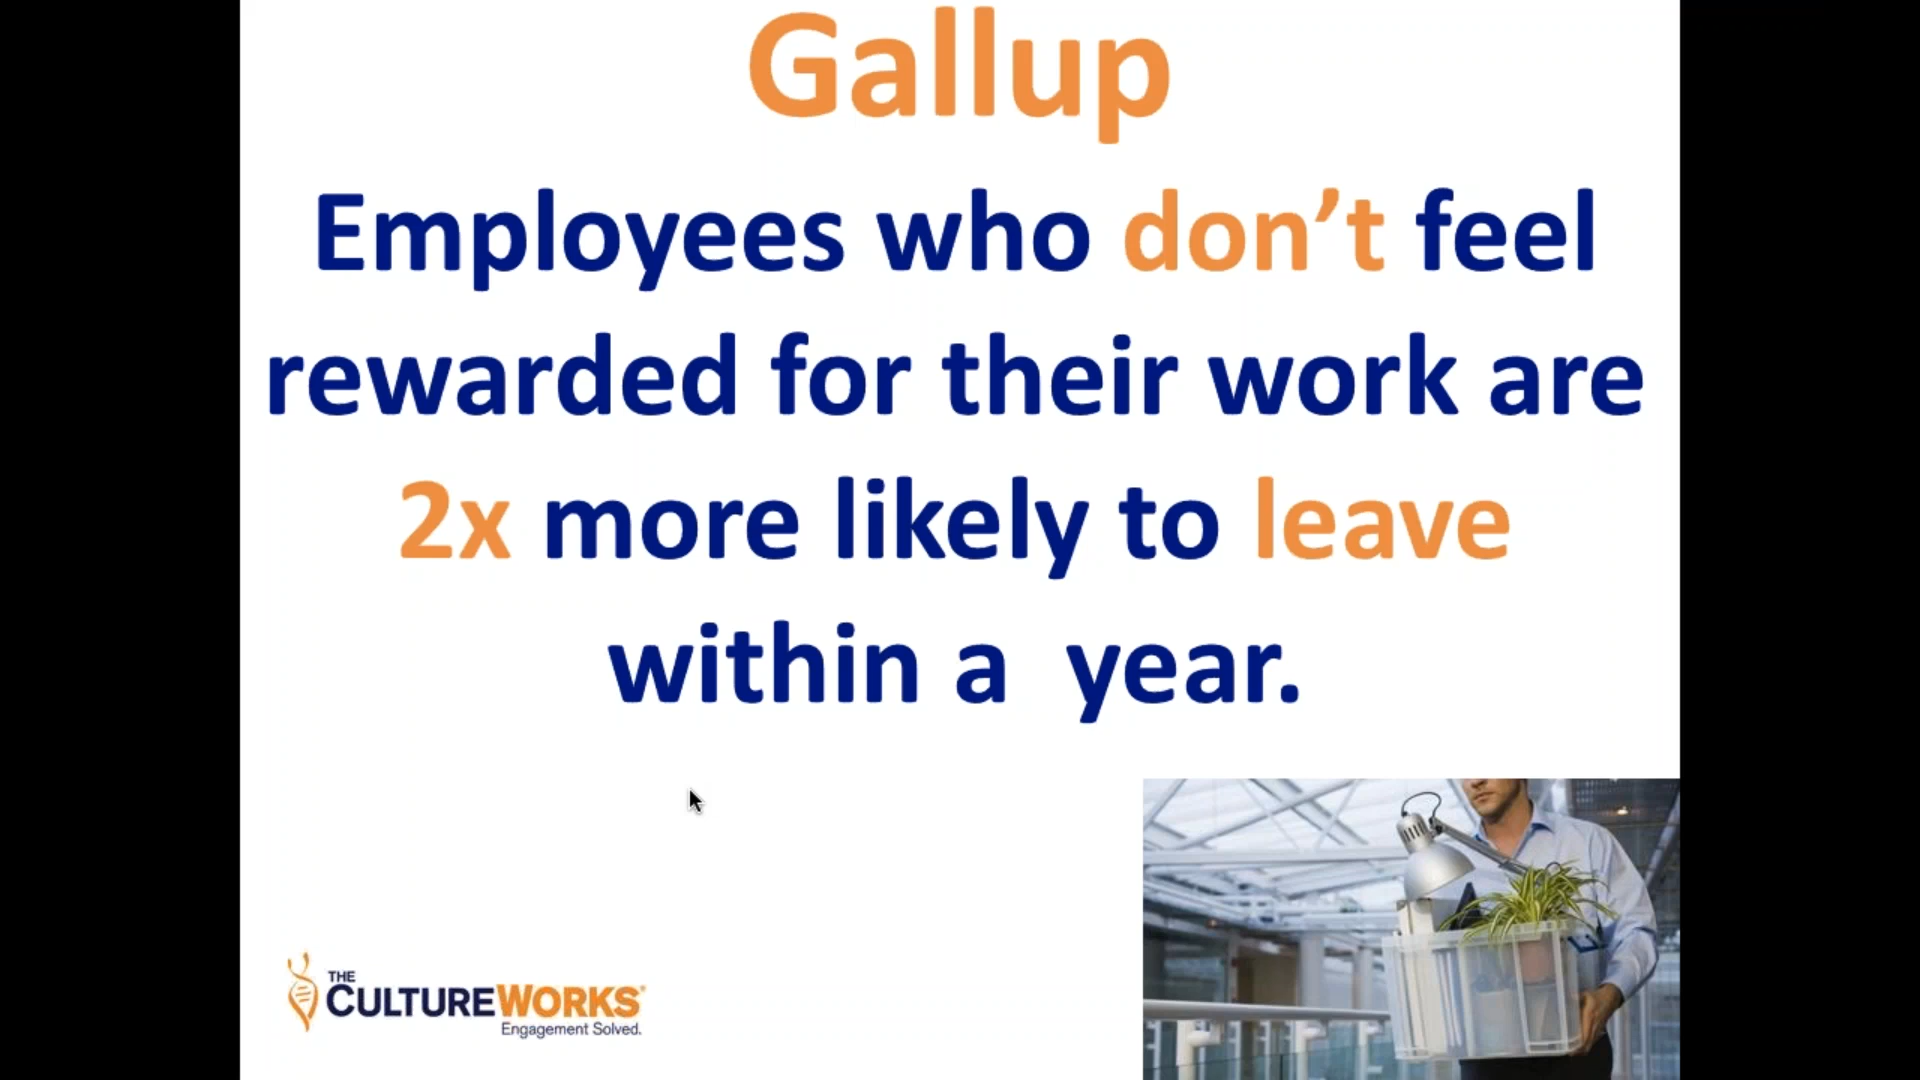 Gallup
Employees who don’t feel
rewarded for their work are
2x more likely to leave
within a  year.
THE
CULTUREWORKS®
Engagement Solved.